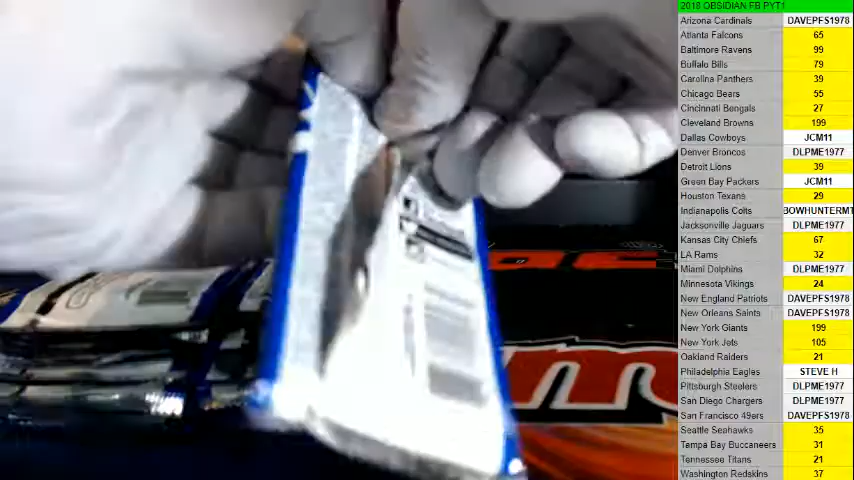 2018 OBSIDIAN FB PYT1
Arizona Cardinals DAVEPFS1978
Atlanta Falcons 65
Baltimore Ravens 99
Buffalo Bills 79
Carolina Panthers 39
Chicago Bears 55
Cincinnati Bengals 27
Cleveland Browns 199
Dallas Cowboys JCM11
Denver Broncos DLPME1977
Detroit Lions 39
Green Bay Packers JCM11
Houston Texans 29
Indianapolis Colts BOWHUNTERMT
Jacksonville Jaguars DLPME1977
Kansas City Chiefs 67
LA Rams 32
Miami Dolphins DLPME1977
Minnesota Vikings 24
New England Patriots DAVEPFS1978
New Orleans Saints DAVEPFS1978
New York Giants 199
New York Jets 105
Oakland Raiders 21
Philadelphia Eagles STEVE H
Pittsburgh Steelers DLPME1977
San Diego Chargers DLPME1977
San Francisco 49ers DAVEPFS1978
Seattle Seahawks 35
Tampa Bay Buccaneers 31
Tennessee Titans 21
Washington Redskins 37